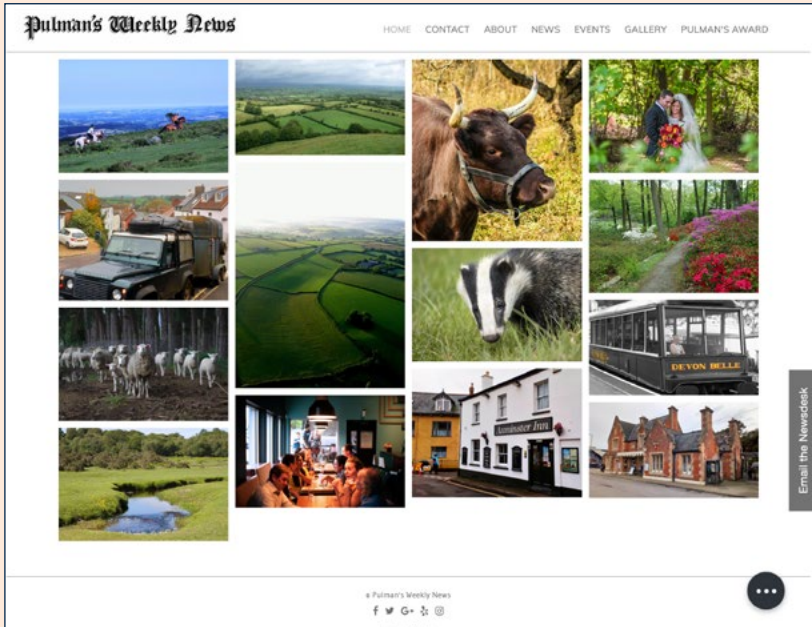 Pulman's Weekly News
HOME CONTACT ABOUT NEWS EVENTS GALLERY PULMAN'S AWARD
DEVON BELLE
Axminster Inn
Email the Newsdesk
© Pulman's Weekly News